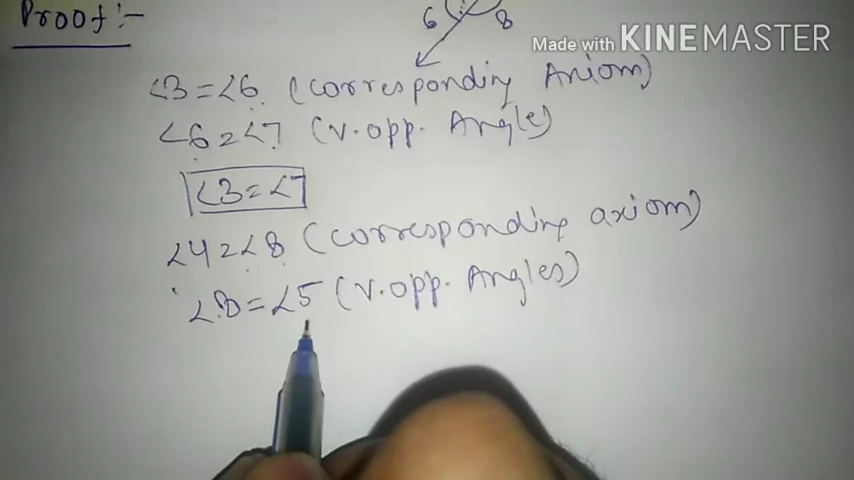 Proof :-
6 8
Made with KINEMASTER
∠3 = ∠6 (corresponding Axiom)
∠6 = ∠7 (V.opp. Angle)
∠3 = ∠7
∠4 = ∠8 (corresponding axiom)
∠8 = ∠5 (V.opp. Angles)